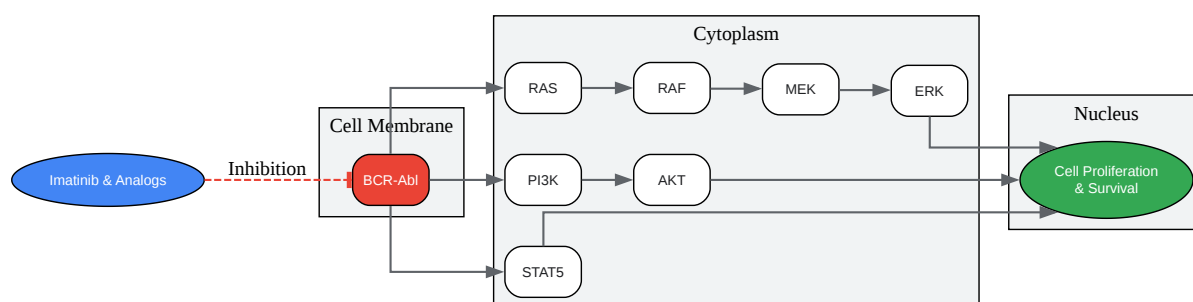 Cytoplasm
RAS
RAF
MEK
ERK
Cell Membrane
Nucleus
Inhibition
Imatinib & Analogs
BCR-Abl
PI3K
AKT
Cell Proliferation
& Survival
STAT5